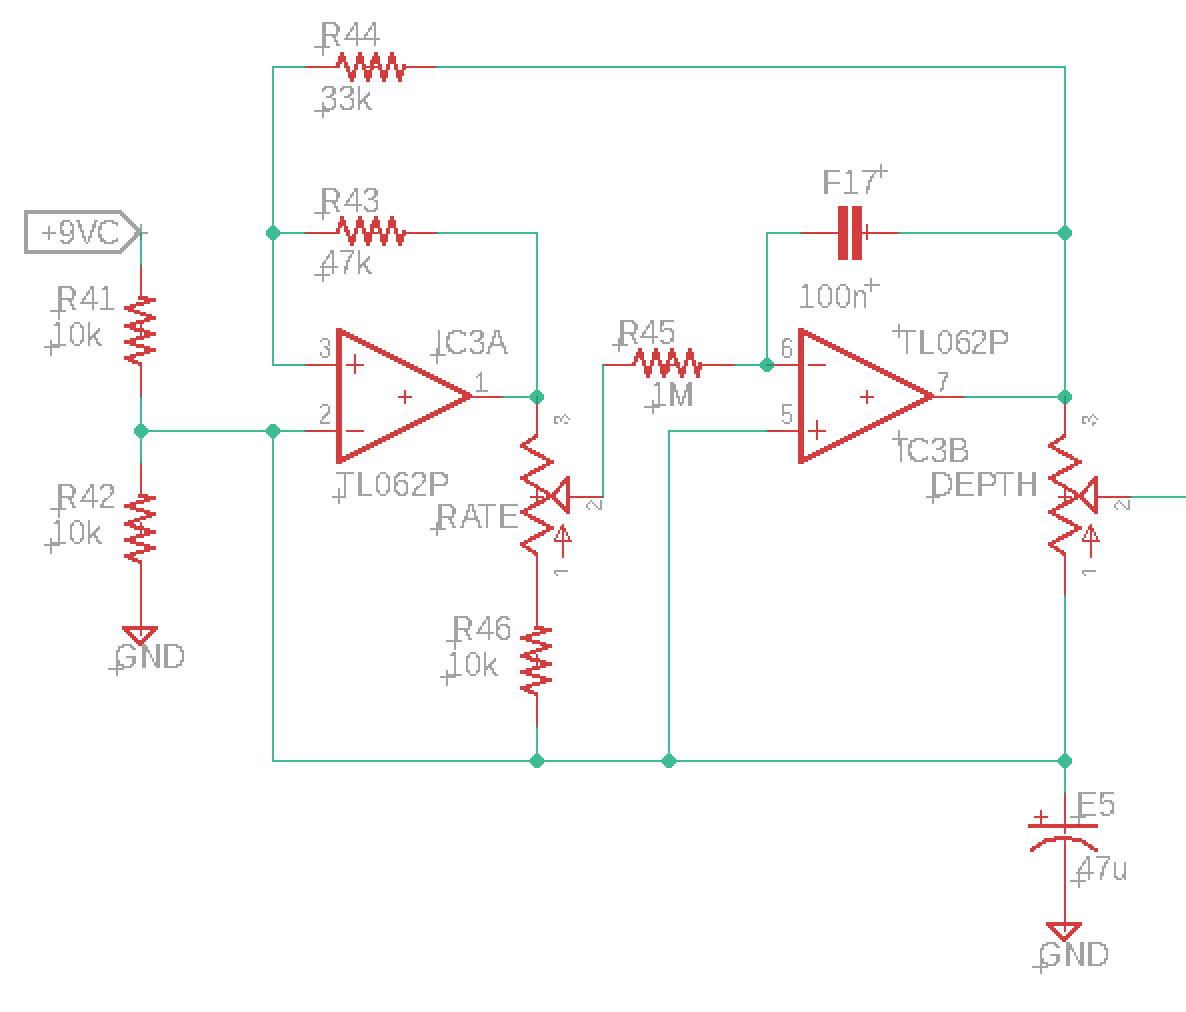 R44
33k
F17
R43
47k
+9VC
R41
10k
100n
R45
1M
IC3A
TL062P
3
1
6
7
2
5
3
3
IC3B
TL062P
DEPTH
R42
10k
RATE
2
2
1
1
R46
10k
GND
E5
47u
GND